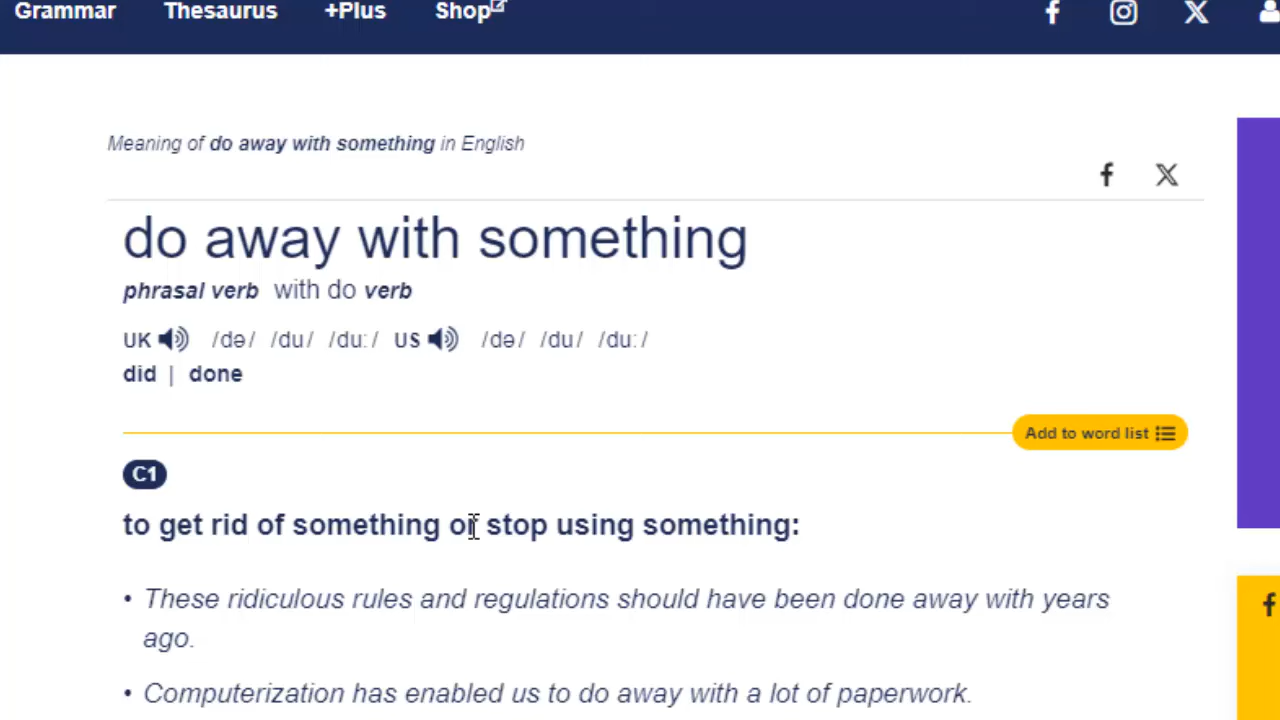 Grammar Thesaurus +Plus Shop
Meaning of do away with something in English
do away with something
phrasal verb with do verb
UK /də/ /du/ /duː/ US /də/ /du/ /duː/
did | done
Add to word list
C1
to get rid of something or stop using something:
• These ridiculous rules and regulations should have been done away with years
ago.
• Computerization has enabled us to do away with a lot of paperwork.